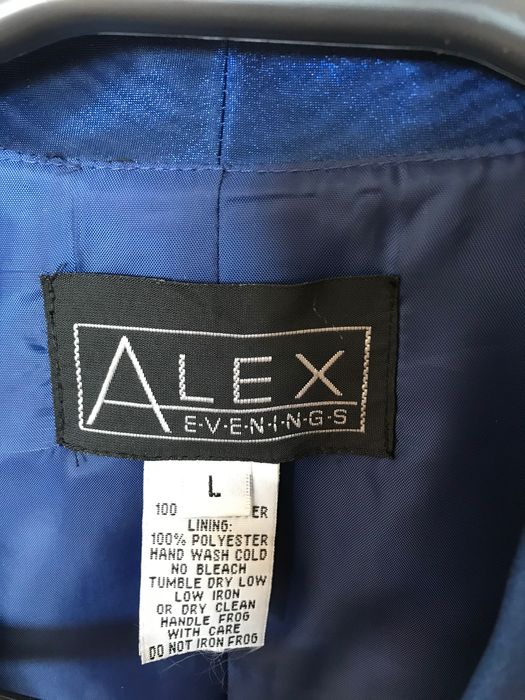 ALEX
E·V·E·N·I·N·G·S
L
100 ER
LINING:
100% POLYESTER
HAND WASH COLD
NO BLEACH
TUMBLE DRY LOW
LOW IRON
OR DRY CLEAN
HANDLE FROG
WITH CARE
DO NOT IRON FROG